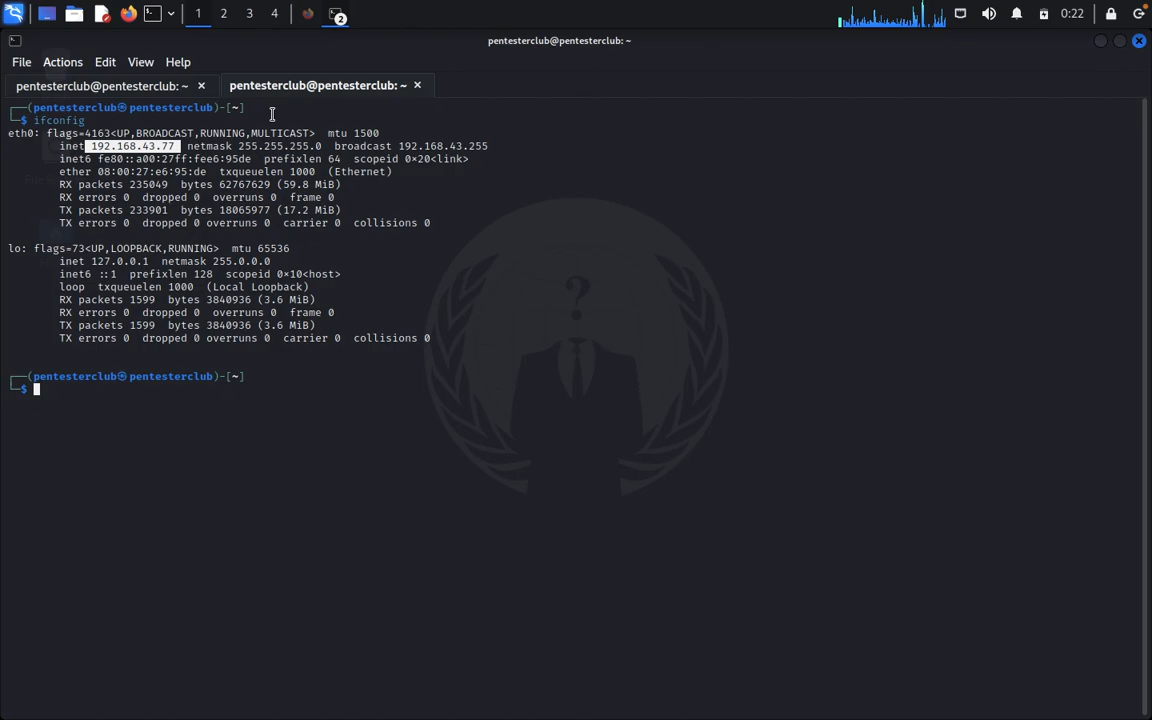 1 2 3 4 2 0:22
pentesterclub@pentesterclub: ~
File Actions Edit View Help
pentesterclub@pentesterclub: ~ × pentesterclub@pentesterclub: ~ ×
┌──(pentesterclub㉿pentesterclub)-[~]
└─$ ifconfig
eth0: flags=4163<UP,BROADCAST,RUNNING,MULTICAST> mtu 1500
inet 192.168.43.77 netmask 255.255.255.0 broadcast 192.168.43.255
inet6 fe80::a00:27ff:fee6:95de prefixlen 64 scopeid 0×20<link>
ether 08:00:27:e6:95:de txqueuelen 1000 (Ethernet)
RX packets 235049 bytes 62767629 (59.8 MiB)
RX errors 0 dropped 0 overruns 0 frame 0
TX packets 233901 bytes 18065977 (17.2 MiB)
TX errors 0 dropped 0 overruns 0 carrier 0 collisions 0
lo: flags=73<UP,LOOPBACK,RUNNING> mtu 65536
inet 127.0.0.1 netmask 255.0.0.0
inet6 ::1 prefixlen 128 scopeid 0×10<host>
loop txqueuelen 1000 (Local Loopback)
RX packets 1599 bytes 3840936 (3.6 MiB)
RX errors 0 dropped 0 overruns 0 frame 0
TX packets 1599 bytes 3840936 (3.6 MiB)
TX errors 0 dropped 0 overruns 0 carrier 0 collisions 0
┌──(pentesterclub㉿pentesterclub)-[~]
└─$